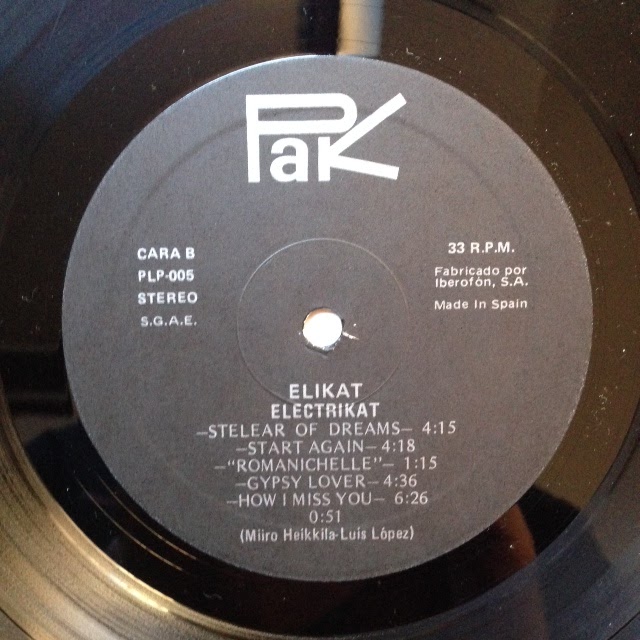 PaK
CARA B
PLP-005
STEREO
S.G.A.E.
33 R.P.M.
Fabricado por
Iberofón, S.A.
Made In Spain
ELIKAT
ELECTRIKAT
—STELEAR OF DREAMS— 4:15
—START AGAIN— 4:18
—"ROMANICHELLE"— 1:15
—GYPSY LOVER— 4:36
—HOW I MISS YOU— 6:26
0:51
(Miiro Heikkila-Luis López)